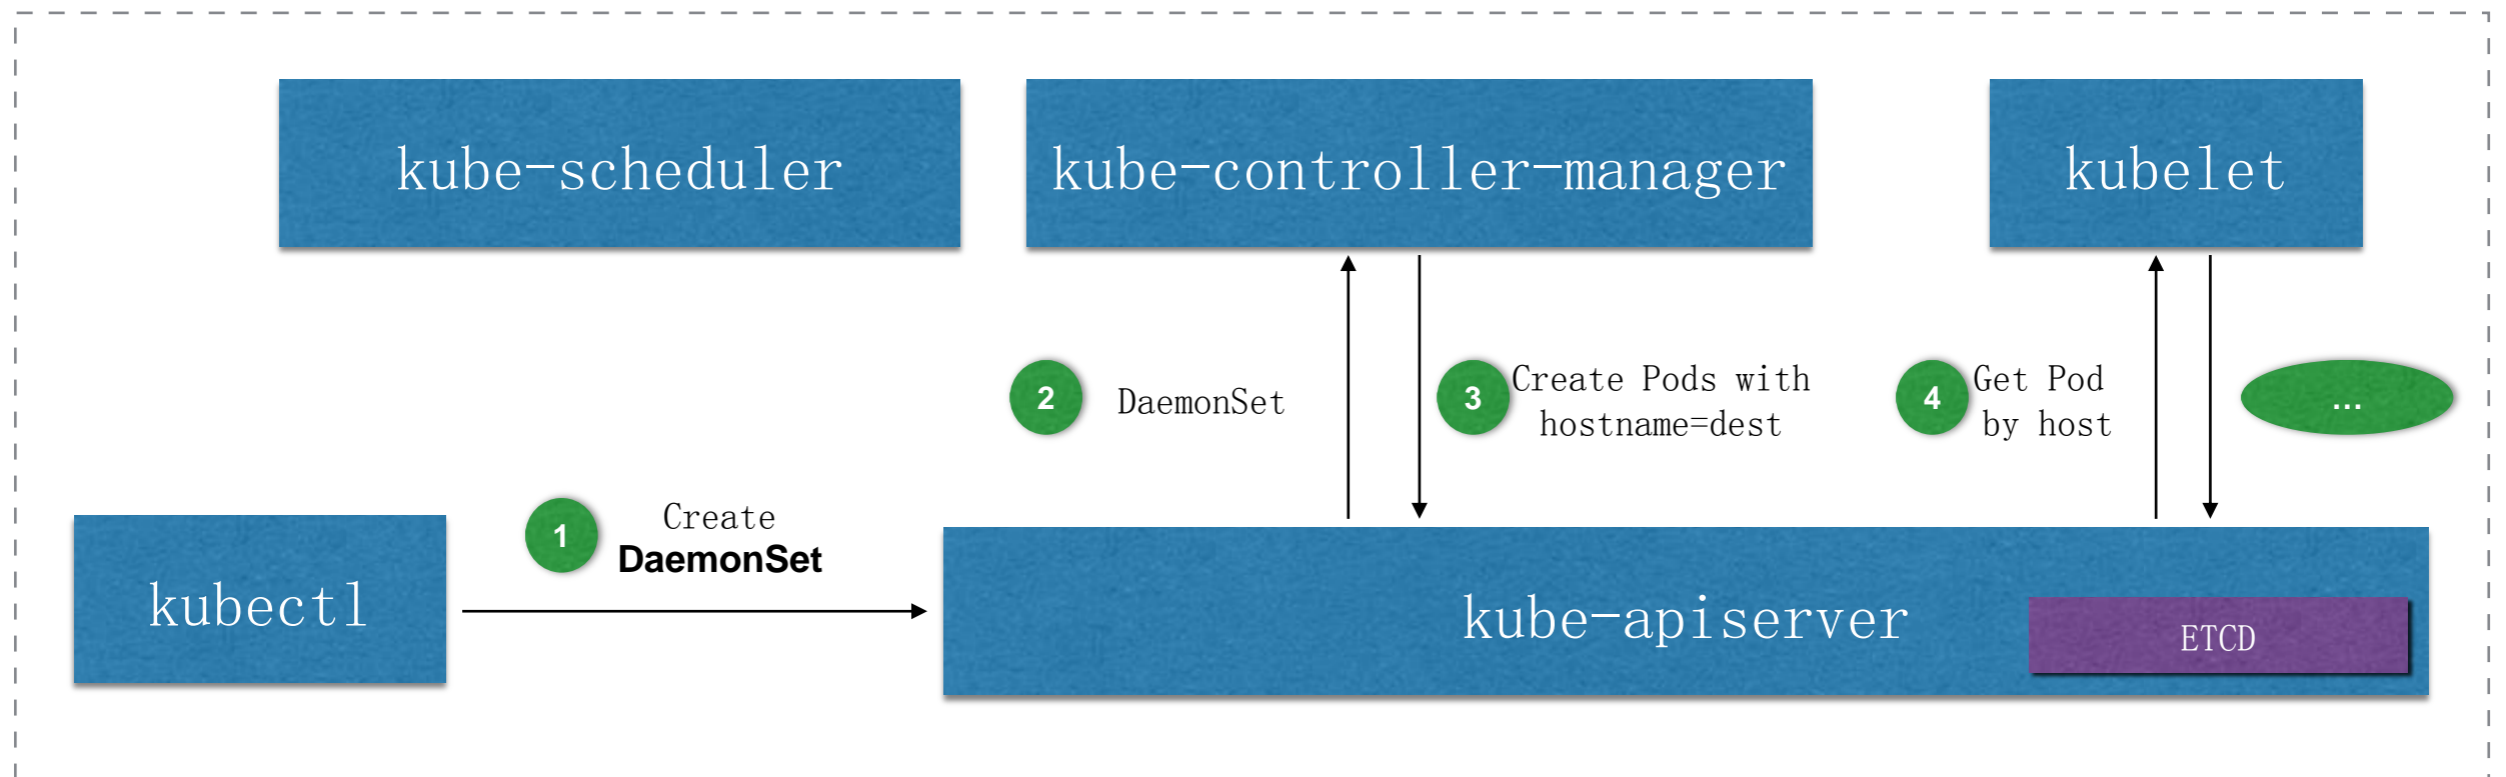 kube-scheduler
kube-controller-manager
kubelet
2
DaemonSet
3
Create Pods with
hostname=dest
4
Get Pod
by host
...
1
Create
DaemonSet
kubectl
kube-apiserver
ETCD